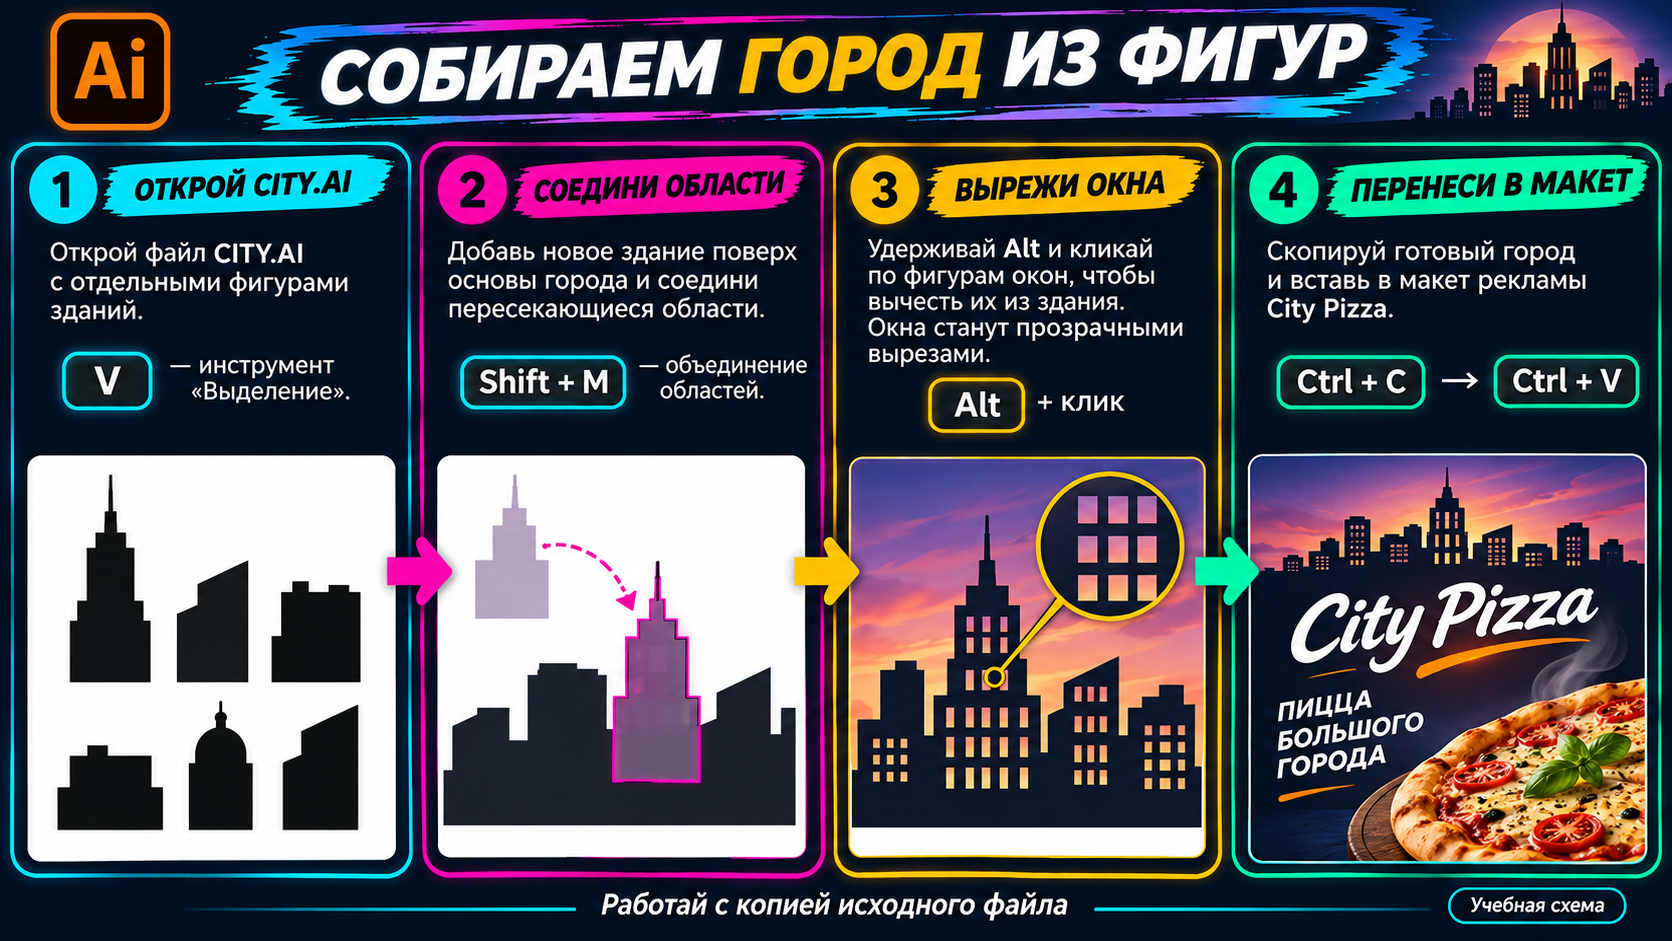 Ai
СОБИРАЕМ ГОРОД ИЗ ФИГУР
1
ОТКРОЙ CITY.AI
Открой файл CITY.AI
с отдельными фигурами
зданий.
V
— инструмент
«Выделение».
2
СОЕДИНИ ОБЛАСТИ
Добавь новое здание поверх
основы города и соедини
пересекающиеся области.
Shift + M
— объединение
областей.
3
ВЫРЕЖИ ОКНА
Удерживай Alt и кликай
по фигурам окон, чтобы
вычесть их из здания.
Окна станут прозрачными
вырезами.
Alt + клик
4
ПЕРЕНЕСИ В МАКЕТ
Скопируй готовый город
и вставь в макет рекламы
City Pizza.
Ctrl + C → Ctrl + V
City Pizza
ПИЦЦА
БОЛЬШОГО
ГОРОДА
Работай с копией исходного файла
Учебная схема